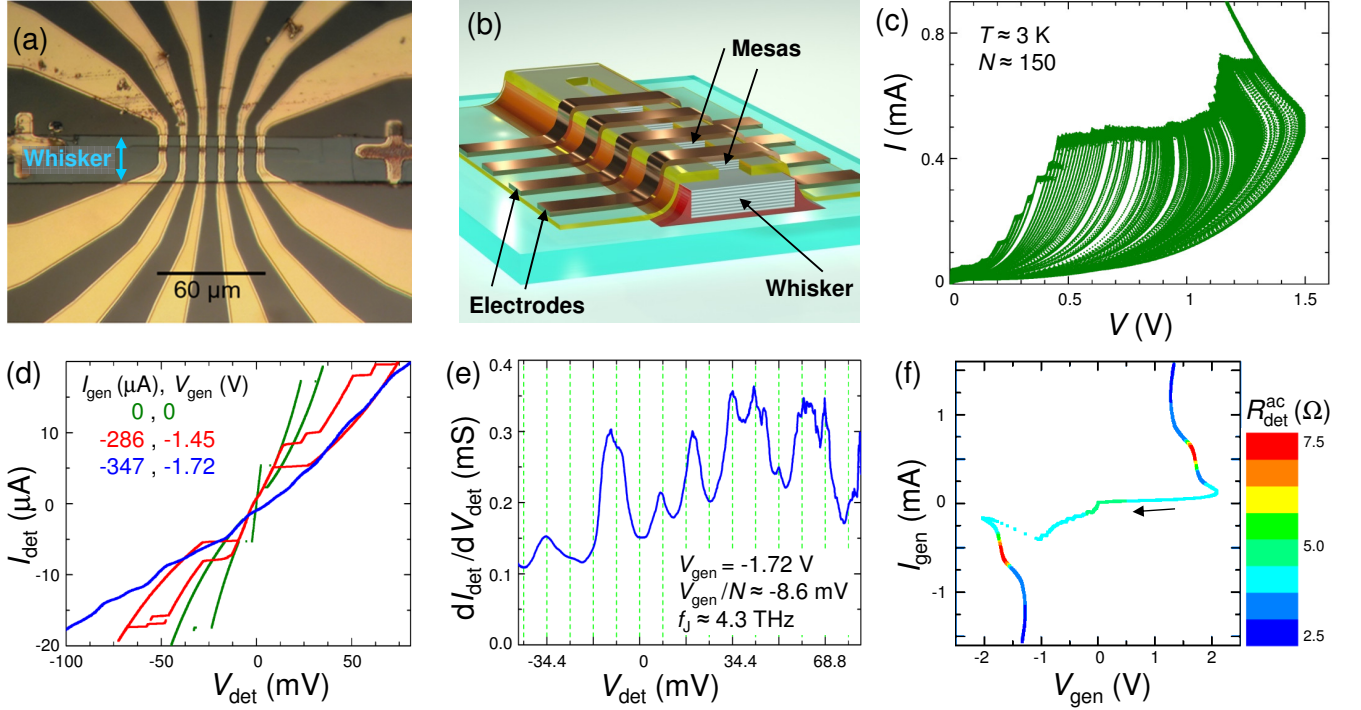 (a)
Whisker
60 μm
(b)
Mesas
Electrodes
Whisker
(c)
T ≈ 3 K
N ≈ 150
I (mA)
0.8
0.4
0
0
0.5
1
1.5
V (V)
(d)
I_gen (μA), V_gen (V)
0 , 0
-286 , -1.45
-347 , -1.72
I_det (μA)
10
0
-10
-20
-100
-50
0
50
V_det (mV)
(e)
dI_det/dV_det (mS)
0.4
0.3
0.2
0.1
0.0
V_gen = -1.72 V
V_gen/N ≈ -8.6 mV
f_J ≈ 4.3 THz
-34.4
0
34.4
68.8
V_det (mV)
(f)
I_gen (mA)
1
0
-1
-2
-1
0
1
2
V_gen (V)
R_det^ac (Ω)
7.5
5.0
2.5